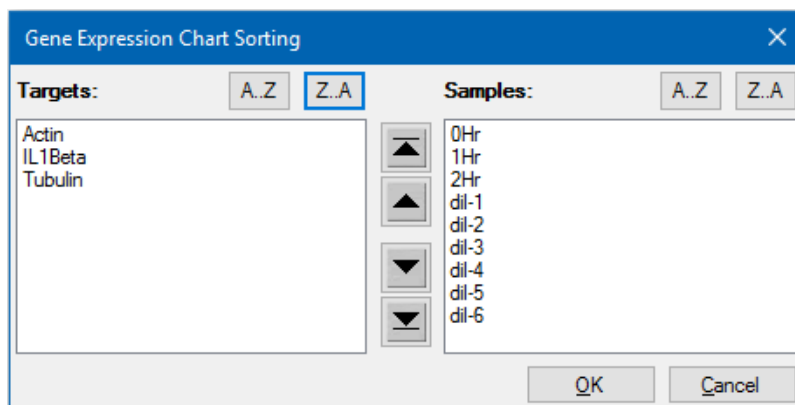 Gene Expression Chart Sorting
Targets: A..Z Z..A Samples: A..Z Z..A
Actin
IL1Beta
Tubulin
0Hr
1Hr
2Hr
dil-1
dil-2
dil-3
dil-4
dil-5
dil-6
OK Cancel